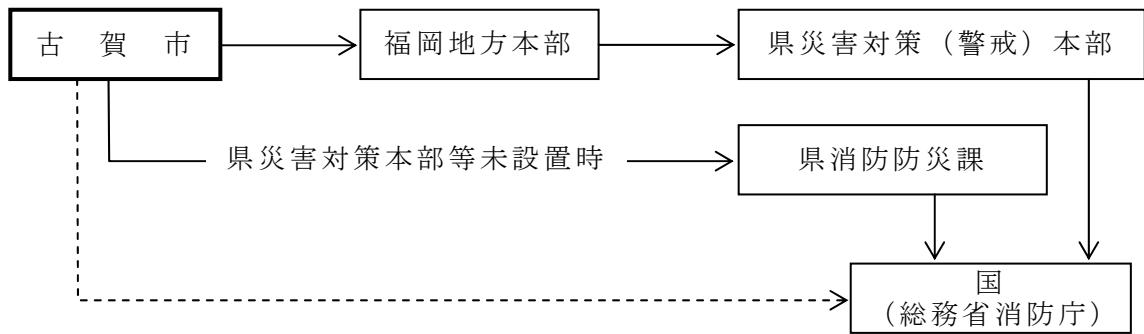 古賀市
福岡地方本部
県災害対策（警戒）本部
県災害対策本部等未設置時
県消防防災課
国
（総務省消防庁）